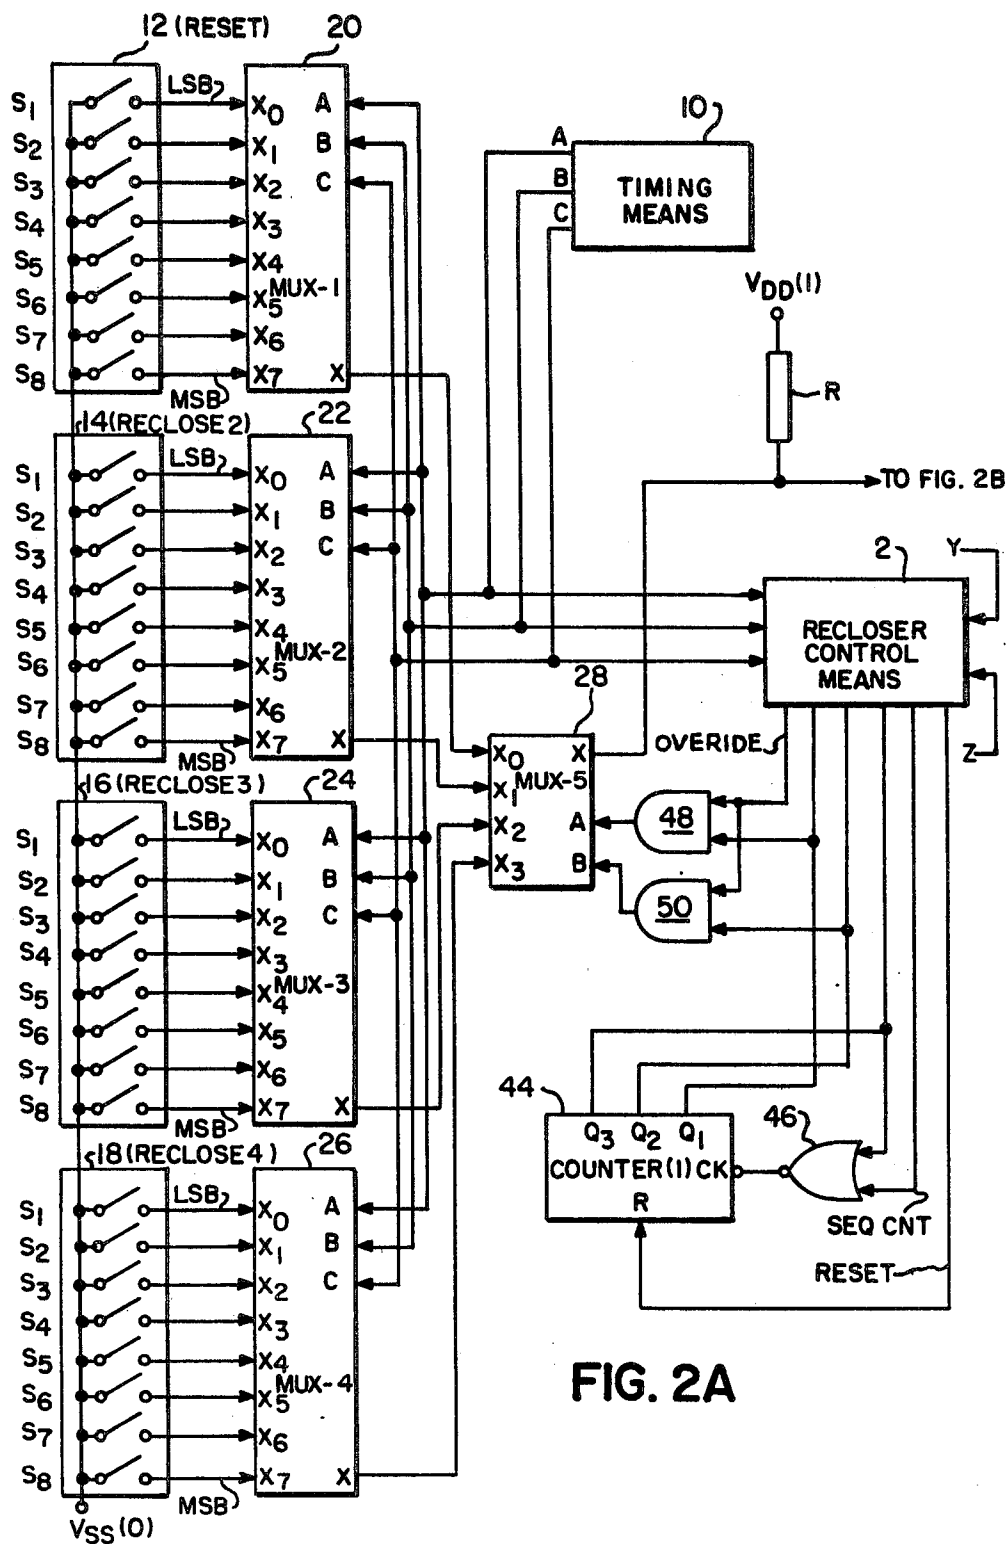 12 (RESET)
20
S1 LSB X0 A
S2 X1 B
S3 X2 C
S4 X3
S5 X4
MUX-1
S6 X5
S7 X6
S8 MSB X7 X
10
A
B
C
TIMING
MEANS
VDD(1)
R
TO FIG. 2B
14 (RECLOSE2)
22
S1 LSB X0 A
S2 X1 B
S3 X2 C
S4 X3
S5 X4
MUX-2
S6 X5
S7 X6
S8 MSB X7 X
2
Y
RECLOSER
CONTROL
MEANS
Z
OVERIDE
28
X0 X
X1 MUX-5
X2 A
X3 B
48
50
16 (RECLOSE3)
24
S1 LSB X0 A
S2 X1 B
S3 X2 C
S4 X3
MUX-3
S5 X4
S6 X5
S7 X6
S8 MSB X7 X
44
Q3 Q2 Q1
COUNTER(1) CK
R
46
SEQ CNT
RESET
18 (RECLOSE4)
26
S1 LSB X0 A
S2 X1 B
S3 X2 C
S4 X3
S5 X4
MUX-4
S6 X5
S7 X6
S8 MSB X7 X
VSS(0)
FIG. 2A